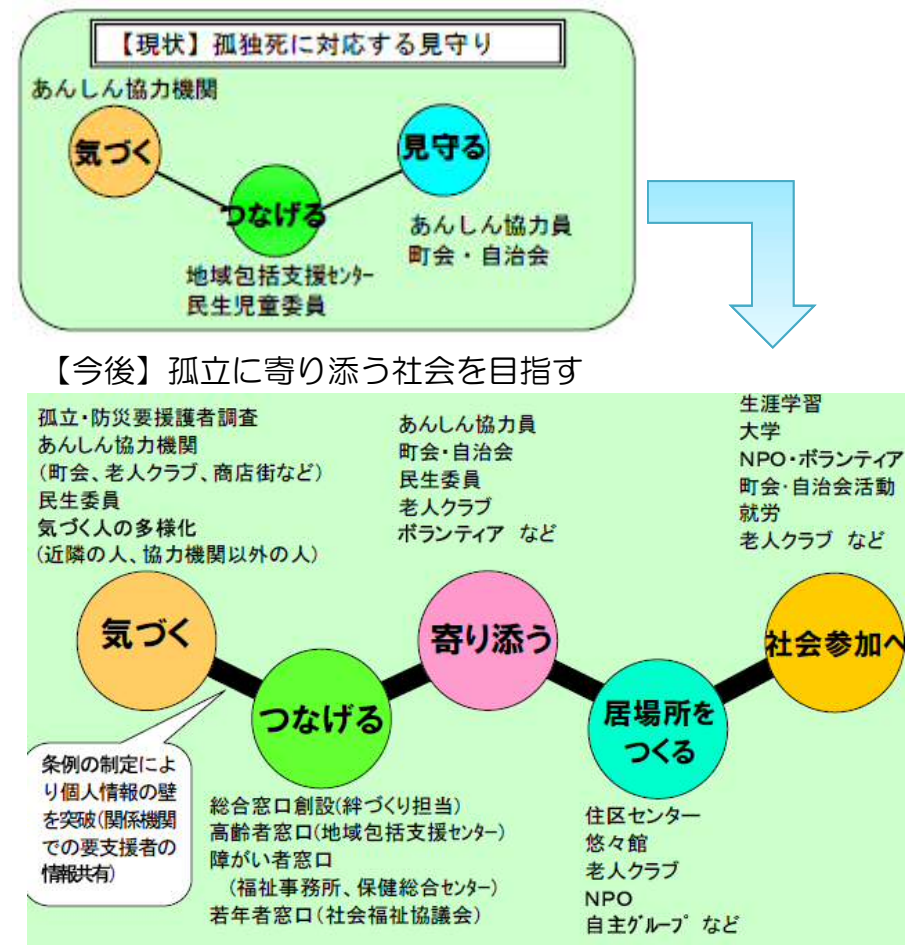 【現状】孤独死に対応する見守り
あんしん協力機関
気づく
つなげる
見守る
地域包括支援ｾﾝﾀｰ
民生児童委員
あんしん協力員
町会・自治会
【今後】孤立に寄り添う社会を目指す
孤立・防災要援護者調査
あんしん協力機関
（町会、老人クラブ、商店街など）
民生委員
気づく人の多様化
（近隣の人、協力機関以外の人）
気づく
条例の制定によ
り個人情報の壁
を突破（関係機関
での要支援者の
情報共有）
つなげる
総合窓口創設（絆づくり担当）
高齢者窓口（地域包括支援ｾﾝﾀｰ）
障がい者窓口
（福祉事務所、保健総合ｾﾝﾀｰ）
若年者窓口（社会福祉協議会）
あんしん協力員
町会・自治会
民生委員
老人クラブ
ボランティア など
寄り添う
居場所を
つくる
住区センター
悠々館
老人クラブ
NPO
自主ｸﾞﾙｰﾌﾟ など
生涯学習
大学
NPO・ボランティア
町会・自治会活動
就労
老人クラブ など
社会参加へ